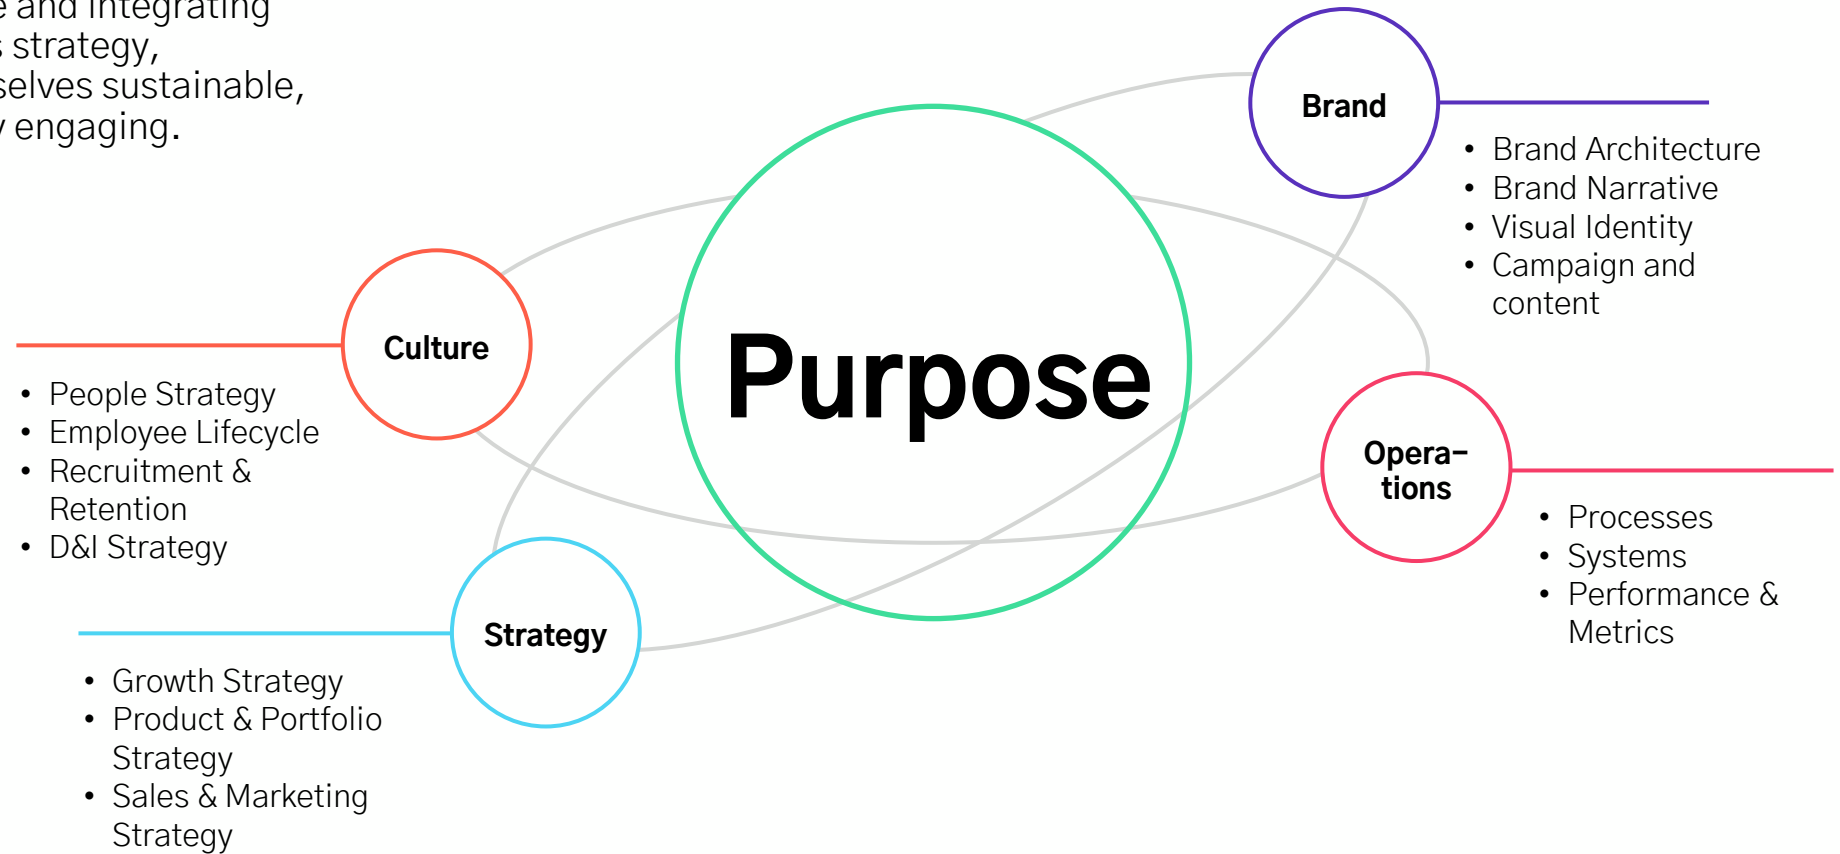 and integrating
strategy,
sustainable,
engaging.
Brand
• Brand Architecture
• Brand Narrative
• Visual Identity
• Campaign and
content
Purpose
Culture
• People Strategy
• Employee Lifecycle
• Recruitment &
Retention
• D&I Strategy
Opera-
tions
• Processes
• Systems
• Performance &
Metrics
Strategy
• Growth Strategy
• Product & Portfolio
Strategy
• Sales & Marketing
Strategy